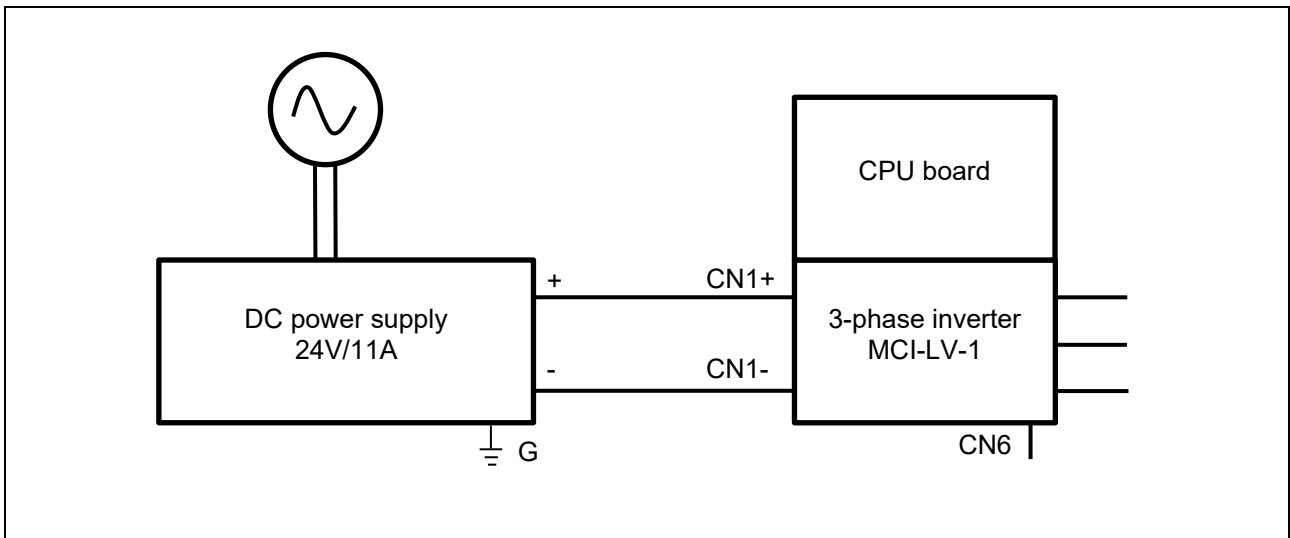 CPU board
+
CN1+
DC power supply
24V/11A
3-phase inverter
MCI-LV-1
-
CN1-
G
CN6